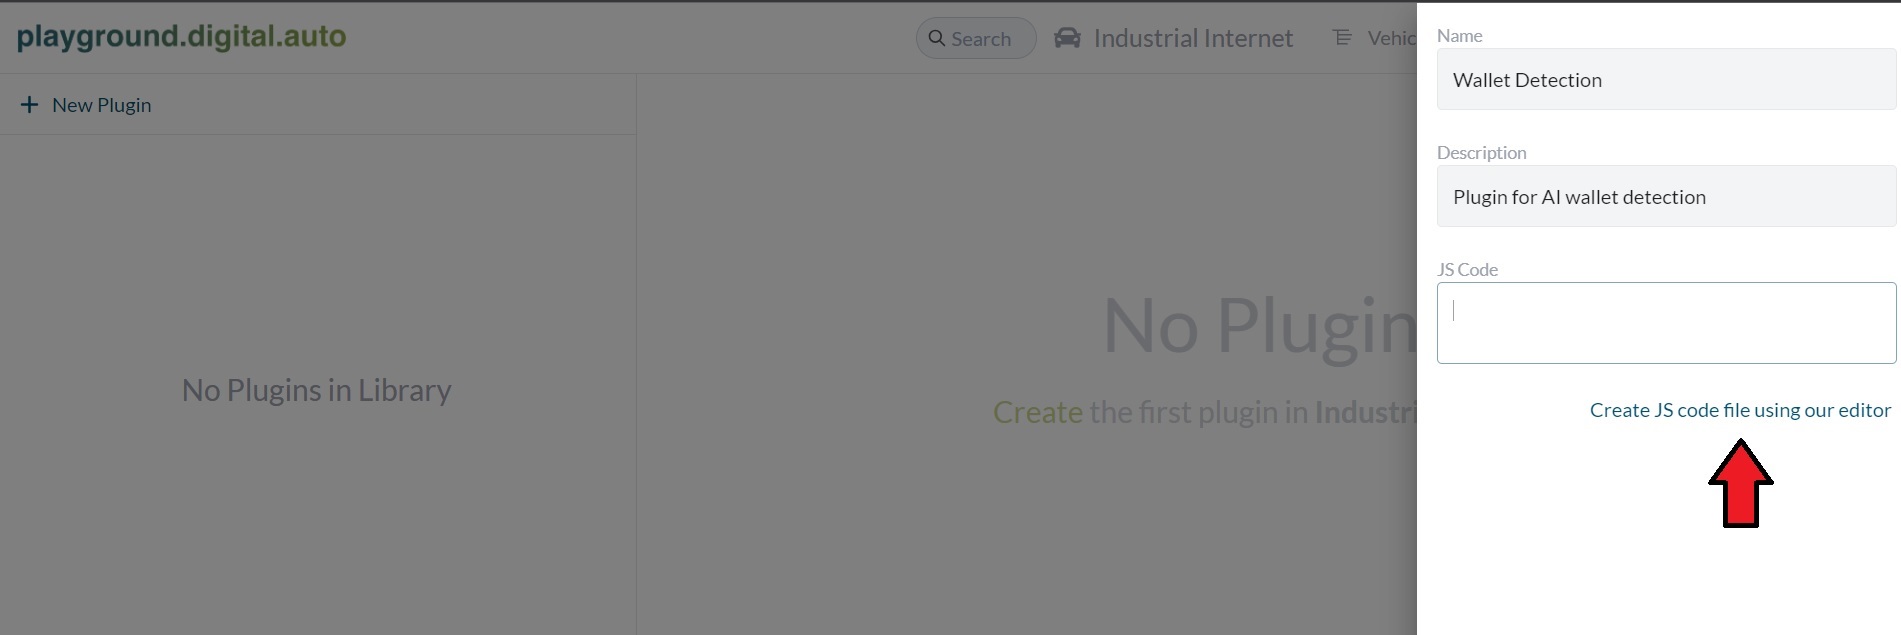 playground.digital.auto
Search
Industrial Internet
Vehic
New Plugin
No Plugins in Library
No Plugin
Create the first plugin in Industri
Name
Wallet Detection
Description
Plugin for AI wallet detection
JS Code
Create JS code file using our editor